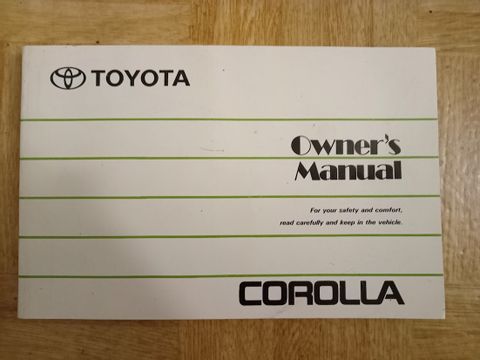 TOYOTA
Owner's
Manual
For your safety and comfort,
read carefully and keep in the vehicle.
COROLLA